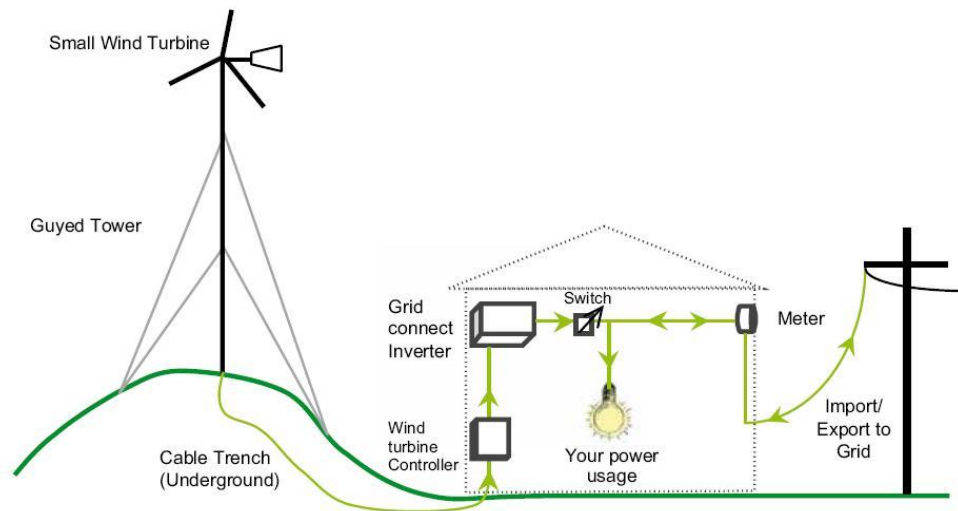 Small Wind Turbine
Guyed Tower
Cable Trench
(Underground)
Grid
connect
Inverter
Switch
Meter
Wind
turbine
Controller
Your power
usage
Import/
Export to
Grid